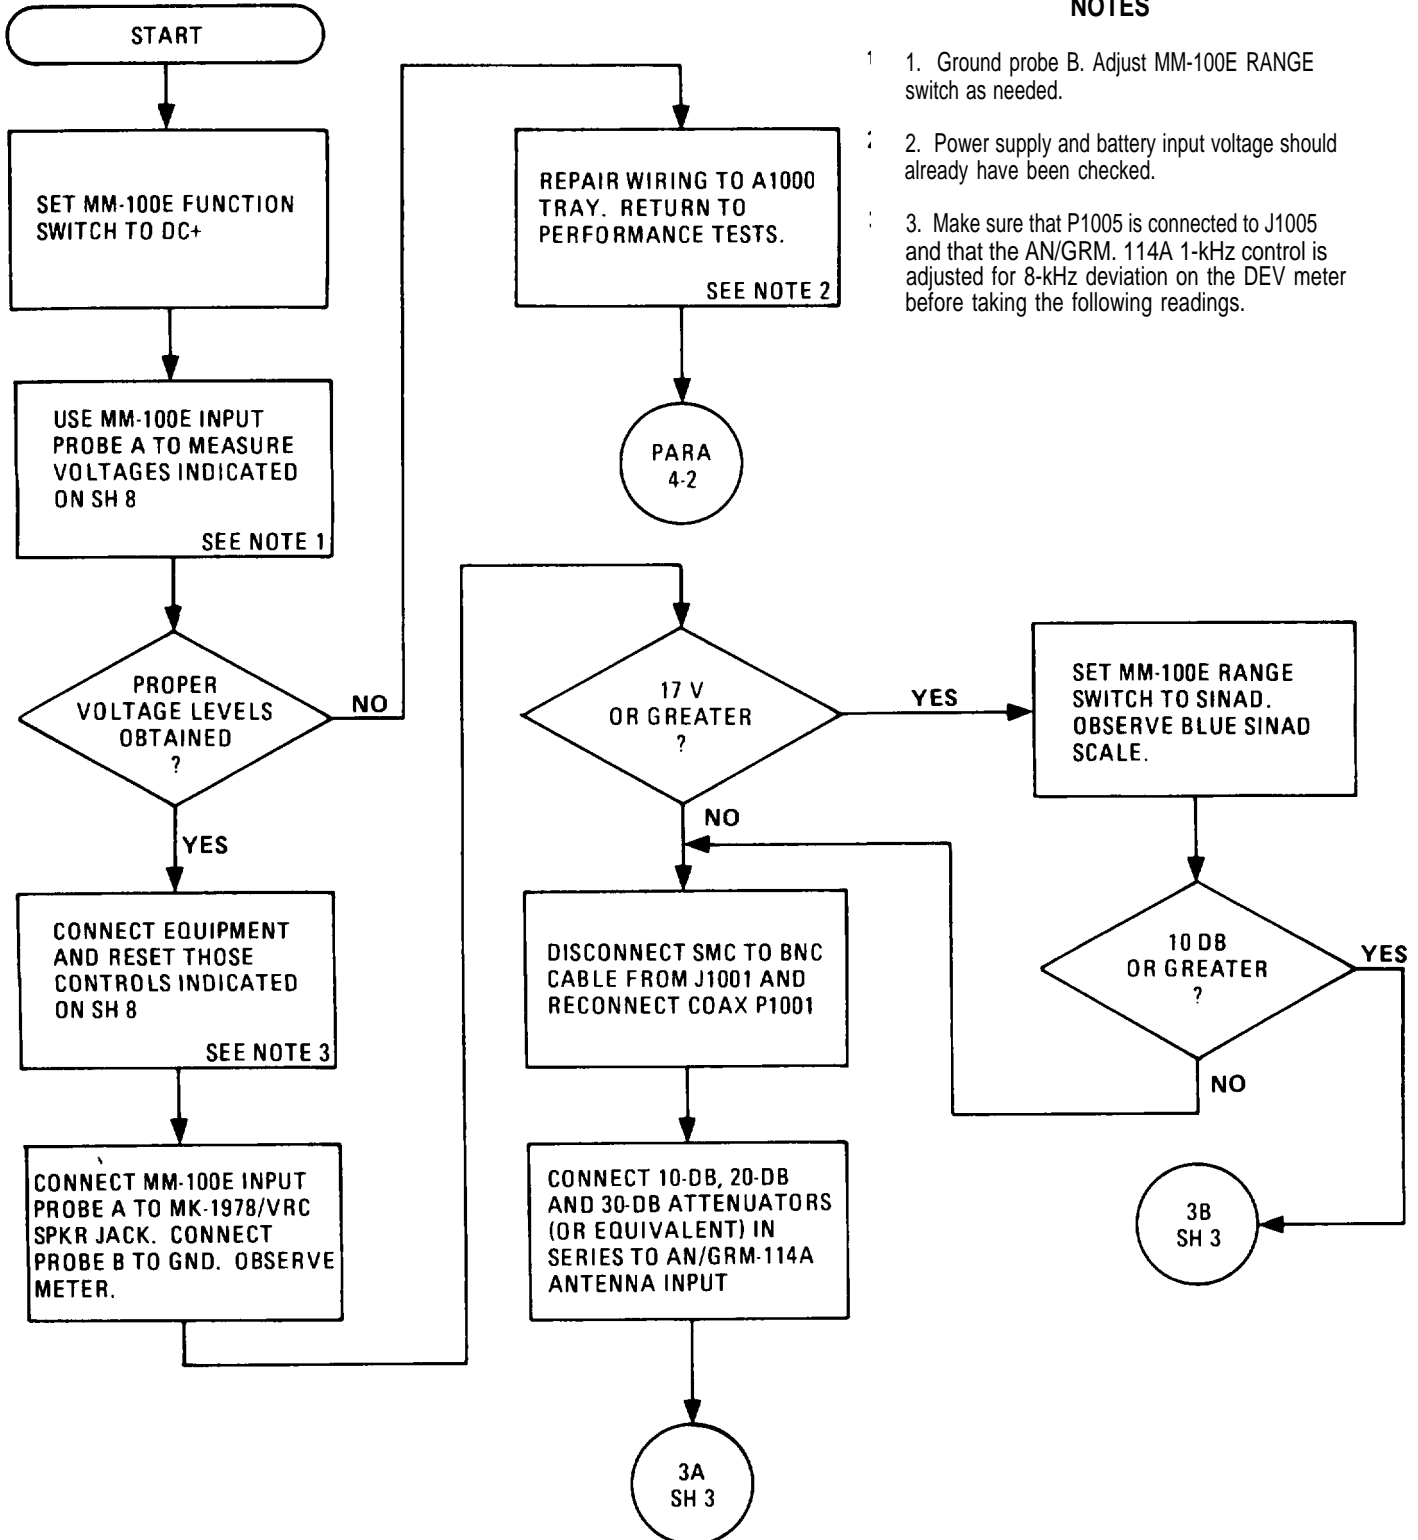 START
SET MM-100E FUNCTION
SWITCH TO DC+
USE MM-100E INPUT
PROBE A TO MEASURE
VOLTAGES INDICATED
ON SH 8
SEE NOTE 1
PROPER
VOLTAGE LEVELS
OBTAINED
?
NO
YES
CONNECT EQUIPMENT
AND RESET THOSE
CONTROLS INDICATED
ON SH 8
SEE NOTE 3
CONNECT MM-100E INPUT
PROBE A TO MK-1978/VRC
SPKR JACK. CONNECT
PROBE B TO GND. OBSERVE
METER.
REPAIR WIRING TO A1000
TRAY. RETURN TO
PERFORMANCE TESTS.
SEE NOTE 2
PARA
4-2
17 V
OR GREATER
?
YES
NO
DISCONNECT SMC TO BNC
CABLE FROM J1001 AND
RECONNECT COAX P1001
CONNECT 10-DB, 20-DB
AND 30-DB ATTENUATORS
(OR EQUIVALENT) IN
SERIES TO AN/GRM-114A
ANTENNA INPUT
3A
SH 3
SET MM-100E RANGE
SWITCH TO SINAD.
OBSERVE BLUE SINAD
SCALE.
10 DB
OR GREATER
?
YES
NO
3B
SH 3
NOTES
1. Ground probe B. Adjust MM-100E RANGE
switch as needed.
2. Power supply and battery input voltage should
already have been checked.
3. Make sure that P1005 is connected to J1005
and that the AN/GRM. 114A 1-kHz control is
adjusted for 8-kHz deviation on the DEV meter
before taking the following readings.